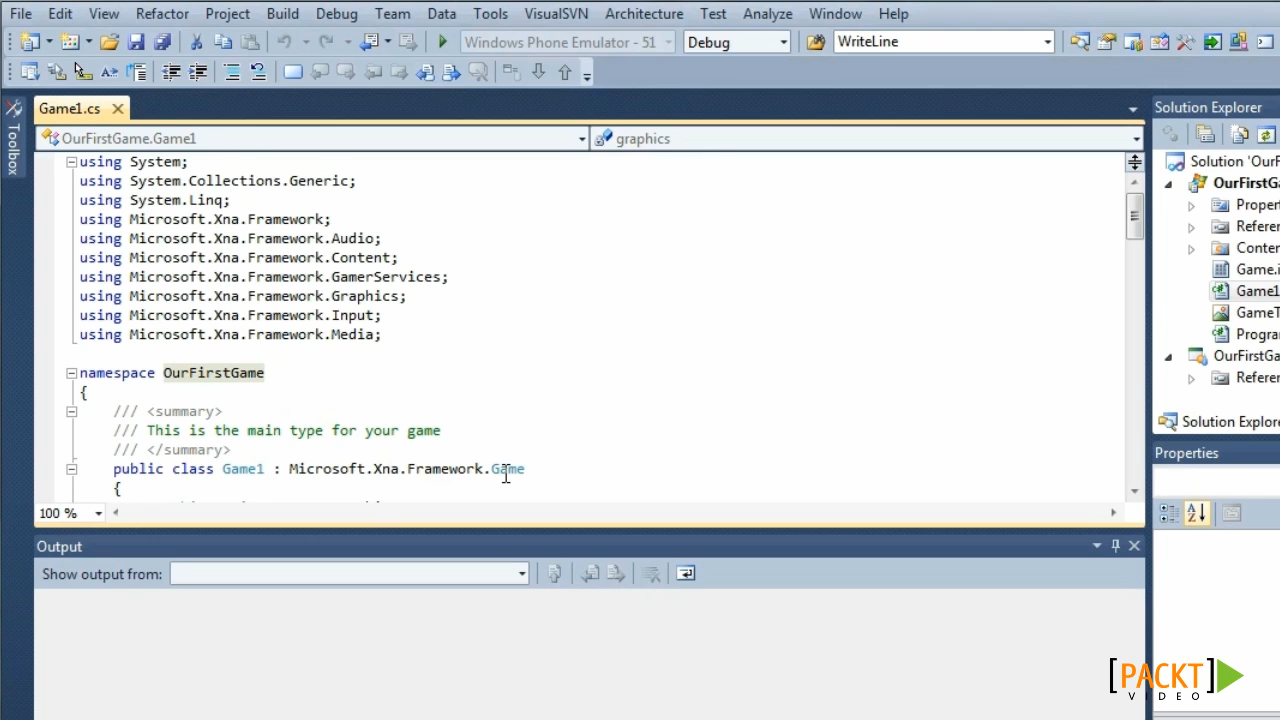 File Edit View Refactor Project Build Debug Team Data Tools VisualSVN Architecture Test Analyze Window Help
Windows Phone Emulator - 51 Debug WriteLine
Game1.cs
Solution Explorer
Toolbox
OurFirstGame.Game1 graphics
using System;
using System.Collections.Generic;
using System.Linq;
using Microsoft.Xna.Framework;
using Microsoft.Xna.Framework.Audio;
using Microsoft.Xna.Framework.Content;
using Microsoft.Xna.Framework.GamerServices;
using Microsoft.Xna.Framework.Graphics;
using Microsoft.Xna.Framework.Input;
using Microsoft.Xna.Framework.Media;
namespace OurFirstGame
{
/// <summary>
/// This is the main type for your game
/// </summary>
public class Game1 : Microsoft.Xna.Framework.Game
{
100 %
Solution 'OurF
OurFirstGa
Proper
Referer
Conter
Game.i
Game1
GameT
Progra
OurFirstGa
Referer
Solution Explore
Properties
Output
Show output from:
[PACKT]
VIDEO